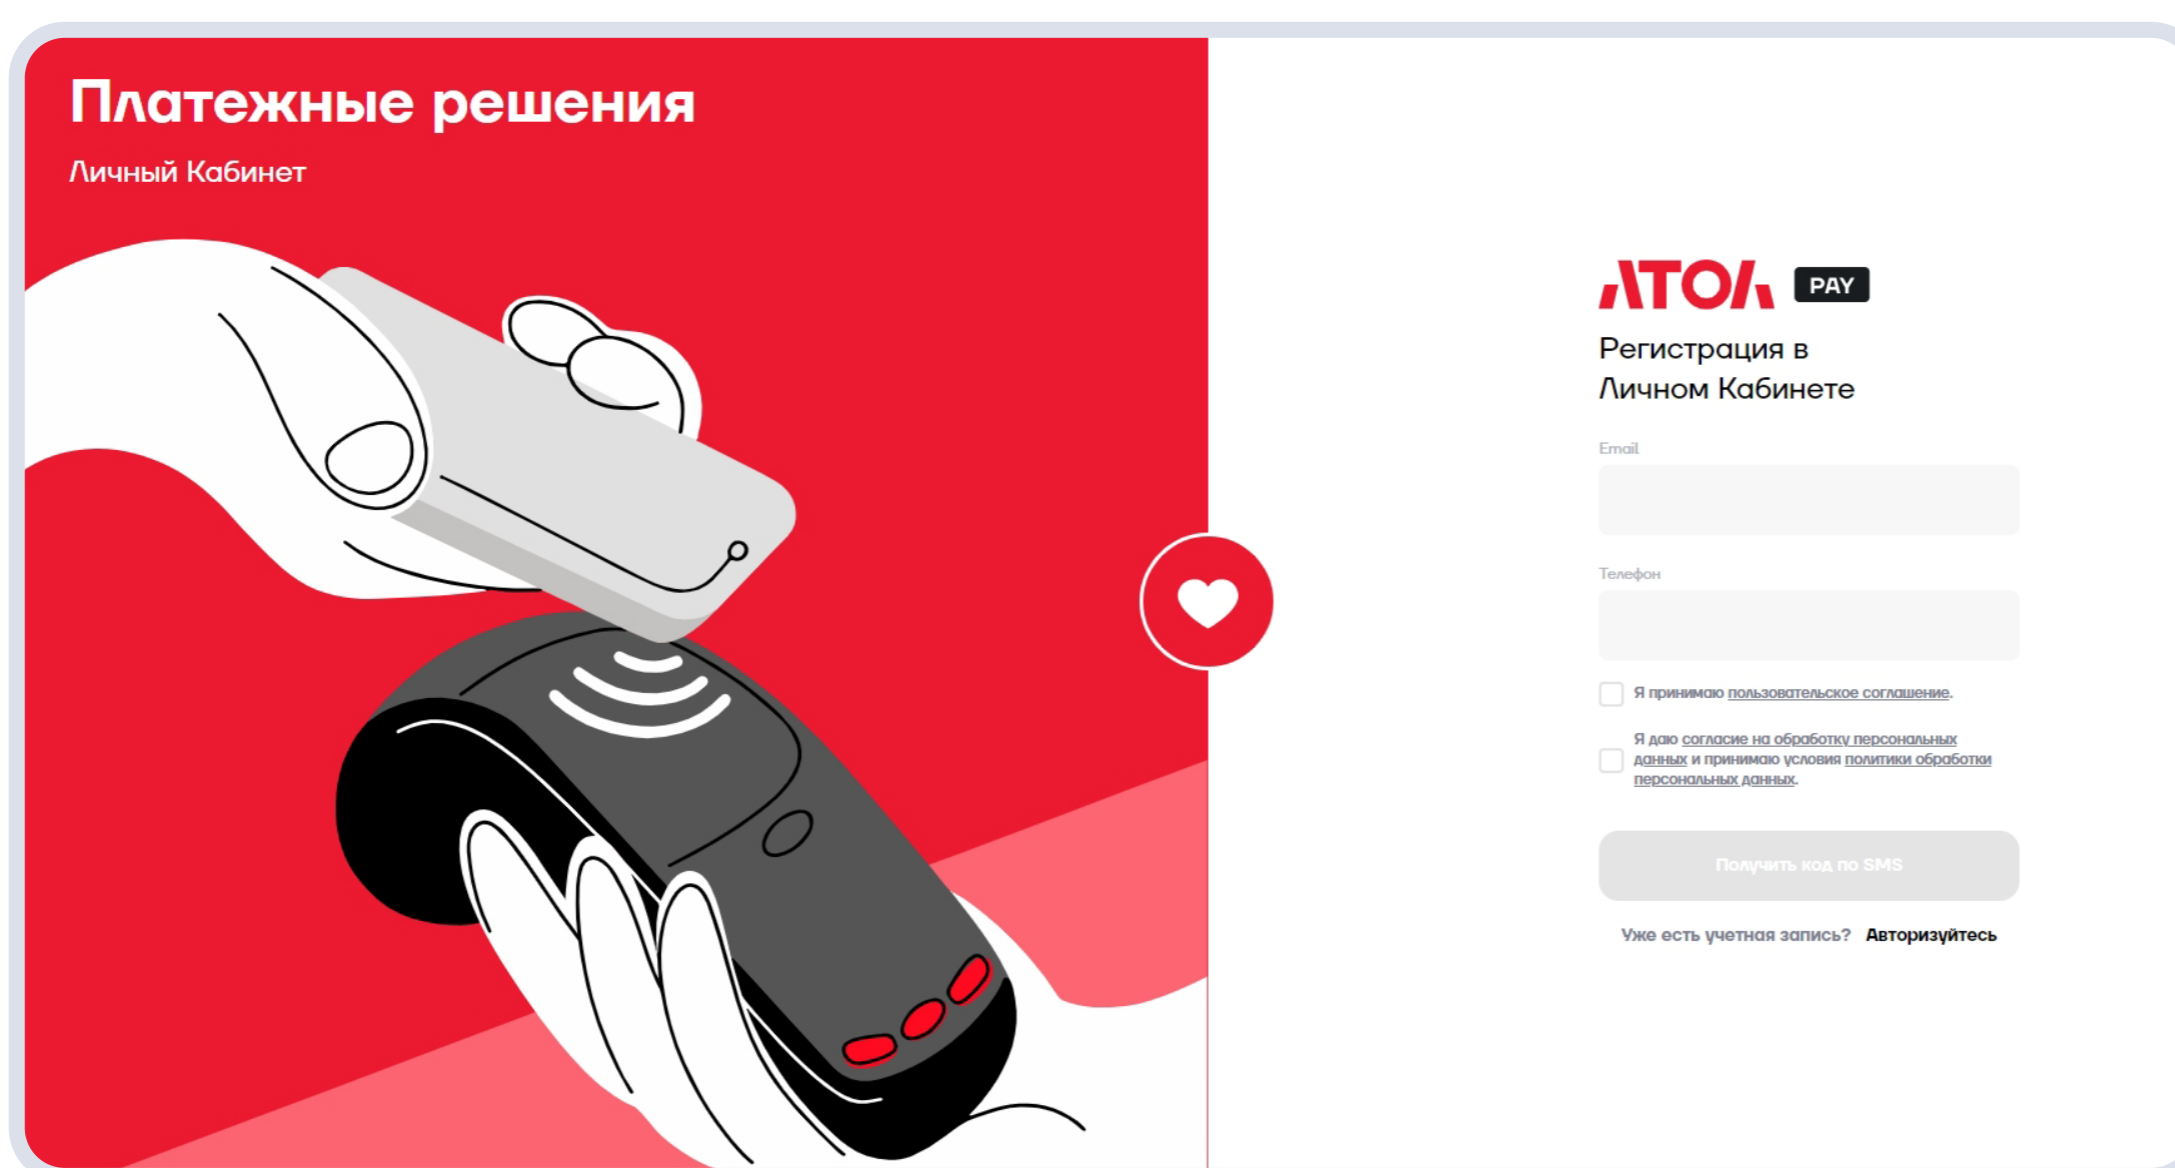 Платежные решения
Личный Кабинет
АТОЛ PAY
Регистрация в
Личном Кабинете
Email
Телефон
Я принимаю пользовательское соглашение.
Я даю согласие на обработку персональных
данных и принимаю условия политики обработки
персональных данных.
Получить код по SMS
Уже есть учетная запись? Авторизуйтесь